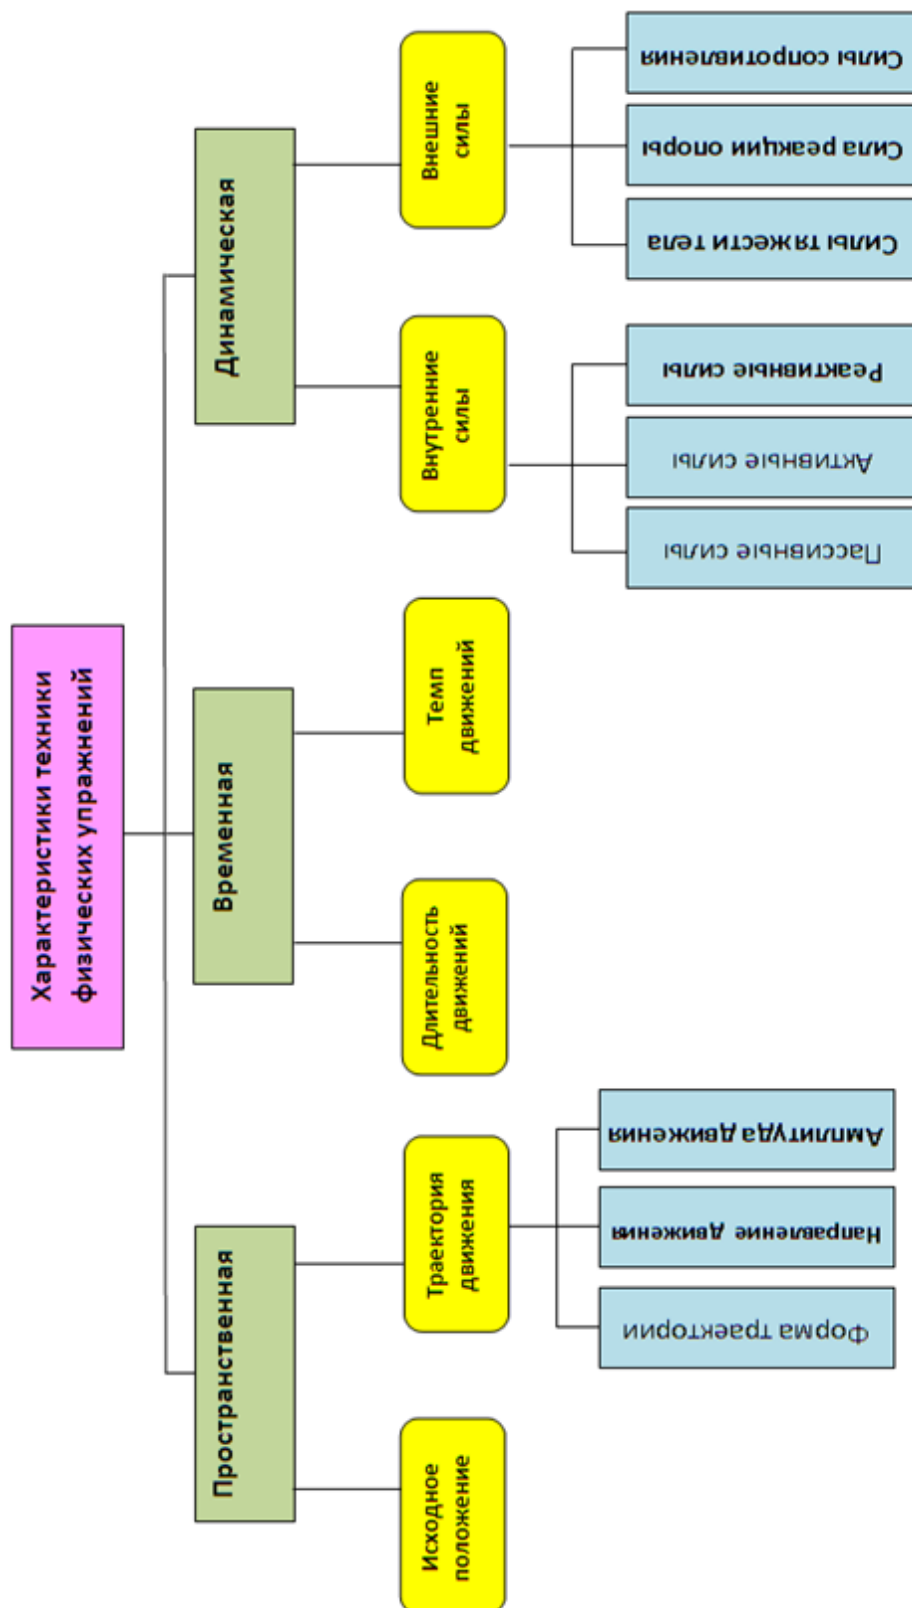 Характеристики техники
физических упражнений
Пространственная
Временная
Динамическая
Исходное
положение
Траектория
движения
Длительность
движений
Темп
движений
Внутренние
силы
Внешние
силы
Форма траектории
Направление движения
Амплитуда движения
Пассивные силы
Активные силы
Реактивные силы
Силы тяжести тела
Сила реакции опоры
Силы сопротивления